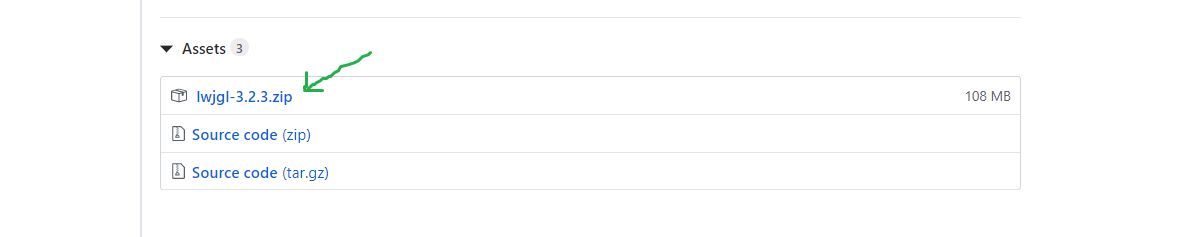 Assets 3
lwjgl-3.2.3.zip 108 MB
Source code (zip)
Source code (tar.gz)